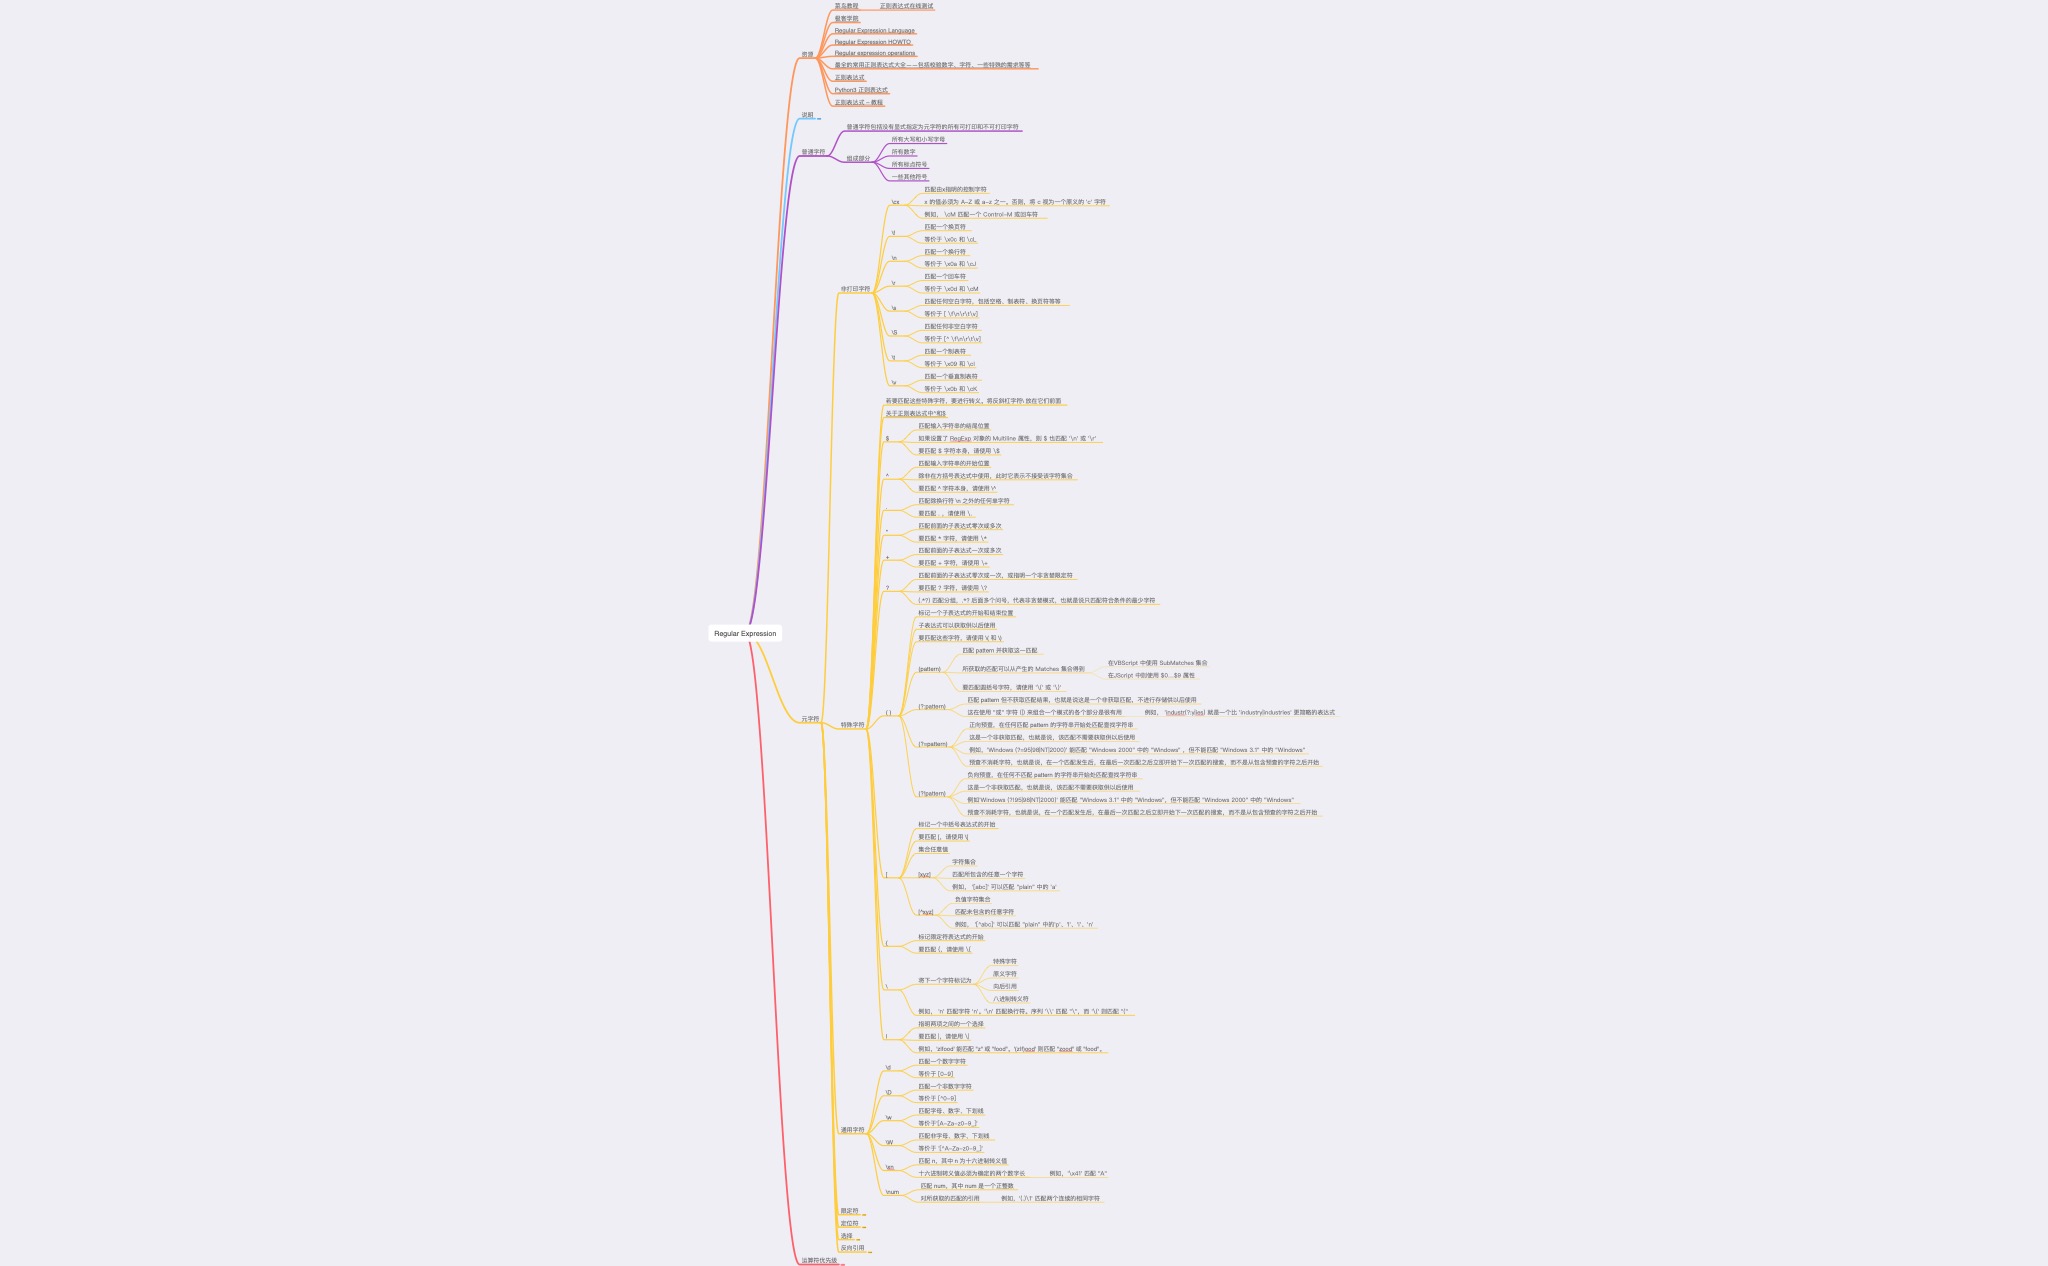 资源
菜鸟教程
正则表达式在线测试
极客学院
Regular Expression Language
Regular Expression HOWTO
Regular expression operations
最全的常用正则表达式大全——包括校验数字、字符、一些特殊的需求等等
正则表达式
Python3 正则表达式
正则表达式 - 教程
说明
普通字符
普通字符包括没有显式指定为元字符的所有可打印和不可打印字符
组成部分
所有大写和小写字母
所有数字
所有标点符号
一些其他符号
Regular Expression
元字符
非打印字符
\cx
匹配由x指明的控制字符
x 的值必须为 A-Z 或 a-z 之一。否则，将 c 视为一个原义的 'c' 字符
例如， \cM 匹配一个 Control-M 或回车符
\f
匹配一个换页符
等价于 \x0c 和 \cL
\n
匹配一个换行符
等价于 \x0a 和 \cJ
\r
匹配一个回车符
等价于 \x0d 和 \cM
\s
匹配任何空白字符，包括空格、制表符、换页符等等
等价于 [ \f\n\r\t\v]
\S
匹配任何非空白字符
等价于 [^ \f\n\r\t\v]
\t
匹配一个制表符
等价于 \x09 和 \cI
\v
匹配一个垂直制表符
等价于 \x0b 和 \cK
特殊字符
若要匹配这些特殊字符，要进行转义。将反斜杠字符\ 放在它们前面
关于正则表达式中^和$
$
匹配输入字符串的结尾位置
如果设置了 RegExp 对象的 Multiline 属性，则 $ 也匹配 '\n' 或 '\r'
要匹配 $ 字符本身，请使用 \$
^
匹配输入字符串的开始位置
除非在方括号表达式中使用，此时它表示不接受该字符集合
要匹配 ^ 字符本身，请使用 \^
.
匹配除换行符 \n 之外的任何单字符
要匹配 . ，请使用 \.
*
匹配前面的子表达式零次或多次
要匹配 * 字符，请使用 \*
+
匹配前面的子表达式一次或多次
要匹配 + 字符，请使用 \+
?
匹配前面的子表达式零次或一次，或指明一个非贪婪限定符
要匹配 ? 字符，请使用 \?
(.*?) 匹配分组，.*? 后面多个问号，代表非贪婪模式，也就是说只匹配符合条件的最少字符
( )
标记一个子表达式的开始和结束位置
子表达式可以获取供以后使用
要匹配这些字符，请使用 \( 和 \)
(pattern)
匹配 pattern 并获取这一匹配
所获取的匹配可以从产生的 Matches 集合得到
在VBScript 中使用 SubMatches 集合
在JScript 中则使用 $0…$9 属性
要匹配圆括号字符，请使用 '\(' 或 '\)'
(?:pattern)
匹配 pattern 但不获取匹配结果，也就是说这是一个非获取匹配，不进行存储供以后使用
这在使用 "或" 字符 (|) 来组合一个模式的各个部分是很有用
例如， 'industr(?:y|ies) 就是一个比 'industry|industries' 更简略的表达式
(?=pattern)
正向预查，在任何匹配 pattern 的字符串开始处匹配查找字符串
这是一个非获取匹配，也就是说，该匹配不需要获取供以后使用
例如，'Windows (?=95|98|NT|2000)' 能匹配 "Windows 2000" 中的 "Windows" ，但不能匹配 "Windows 3.1" 中的 "Windows"
预查不消耗字符，也就是说，在一个匹配发生后，在最后一次匹配之后立即开始下一次匹配的搜索，而不是从包含预查的字符之后开始
(?!pattern)
负向预查，在任何不匹配 pattern 的字符串开始处匹配查找字符串
这是一个非获取匹配，也就是说，该匹配不需要获取供以后使用
例如'Windows (?!95|98|NT|2000)' 能匹配 "Windows 3.1" 中的 "Windows"，但不能匹配 "Windows 2000" 中的 "Windows"
预查不消耗字符，也就是说，在一个匹配发生后，在最后一次匹配之后立即开始下一次匹配的搜索，而不是从包含预查的字符之后开始
[
标记一个中括号表达式的开始
要匹配 [，请使用 \[
集合任意值
[xyz]
字符集合
匹配所包含的任意一个字符
例如， '[abc]' 可以匹配 "plain" 中的 'a'
[^xyz]
负值字符集合
匹配未包含的任意字符
例如， '[^abc]' 可以匹配 "plain" 中的'p'、'l'、'i'、'n'
{
标记限定符表达式的开始
要匹配 {，请使用 \{
\
将下一个字符标记为
特殊字符
原义字符
向后引用
八进制转义符
例如， 'n' 匹配字符 'n'。'\n' 匹配换行符。序列 '\\' 匹配 "\"，而 '\(' 则匹配 "("
|
指明两项之间的一个选择
要匹配 |，请使用 \|
例如，'z|food' 能匹配 "z" 或 "food"。'(z|f)ood' 则匹配 "zood" 或 "food"。
通用字符
\d
匹配一个数字字符
等价于 [0-9]
\D
匹配一个非数字字符
等价于 [^0-9]
\w
匹配字母、数字、下划线
等价于'[A-Za-z0-9_]'
\W
匹配非字母、数字、下划线
等价于 '[^A-Za-z0-9_]'
\xn
匹配 n，其中 n 为十六进制转义值
十六进制转义值必须为确定的两个数字长
例如，'\x41' 匹配 "A"
\num
匹配 num，其中 num 是一个正整数
对所获取的匹配的引用
例如，'(.)\1' 匹配两个连续的相同字符
限定符
定位符
选择
反向引用
运算符优先级